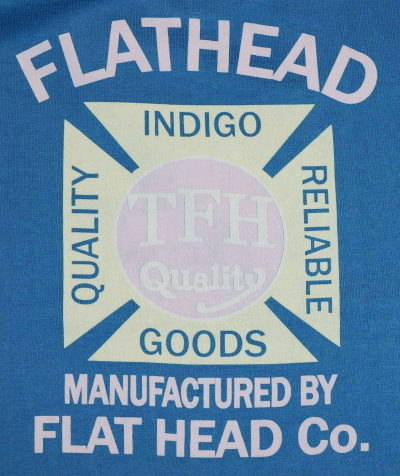 FLATHEAD
INDIGO
QUALITY
TFH
Quality
RELIABLE
GOODS
MANUFACTURED BY
FLAT HEAD Co.